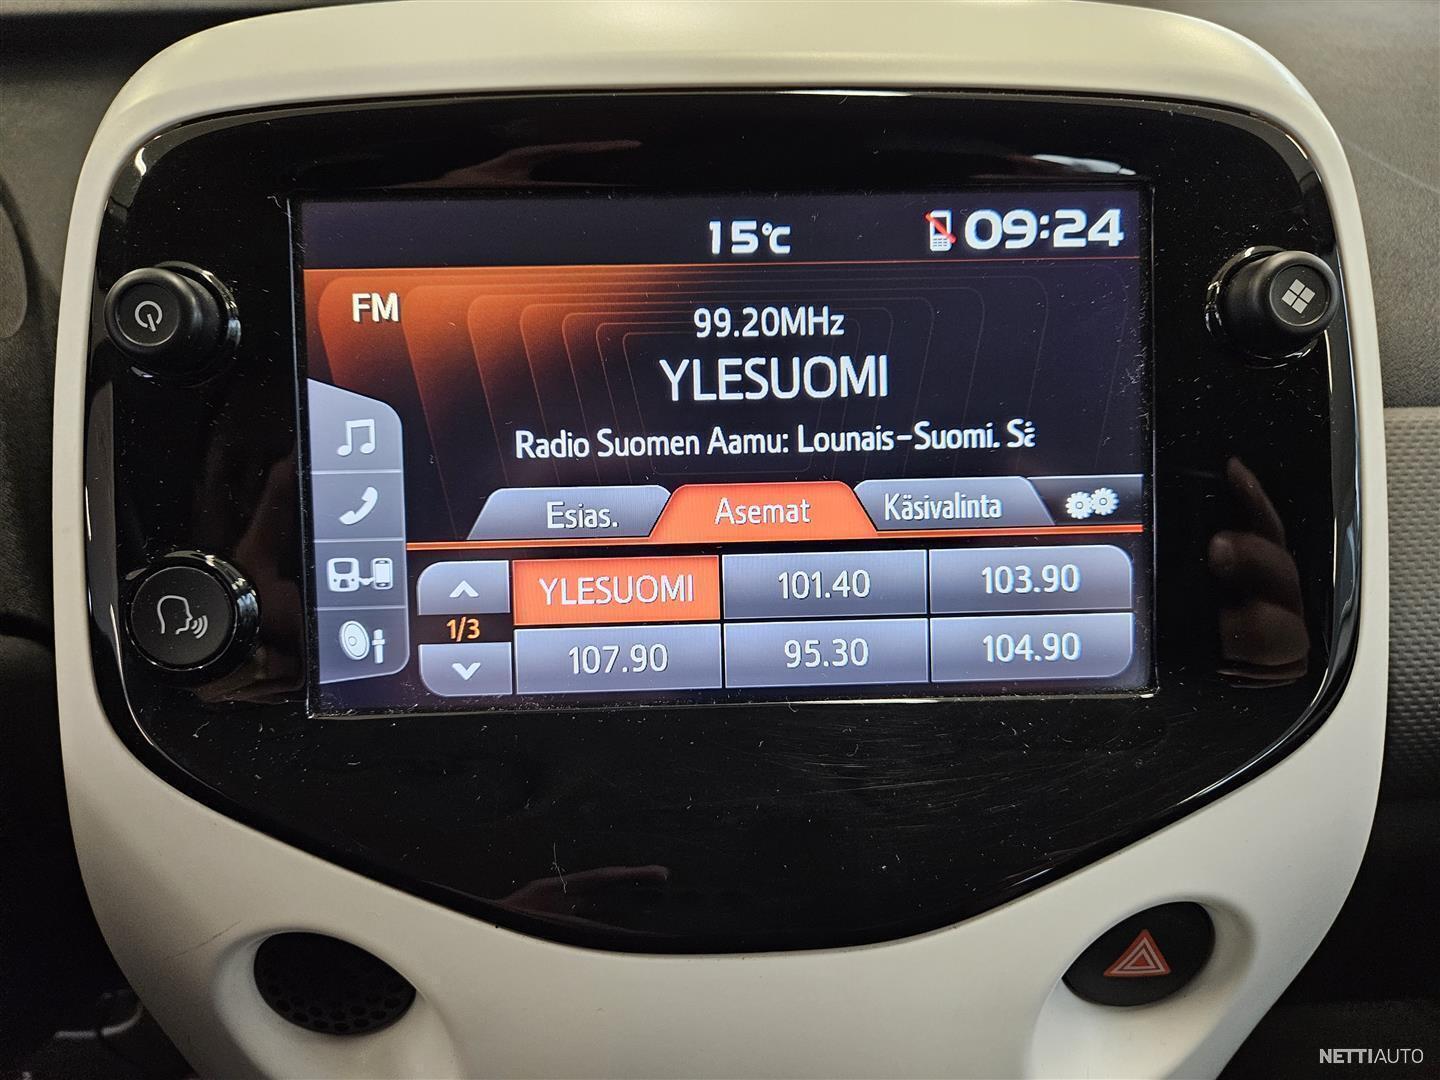 15°C 09:24
FM
99.20MHz
YLESUOMI
Radio Suomen Aamu: Lounais-Suomi.
Esias. Asemat Käsivalinta
YLESUOMI 101.40 103.90
1/3
107.90 95.30 104.90
NETTIAUTO